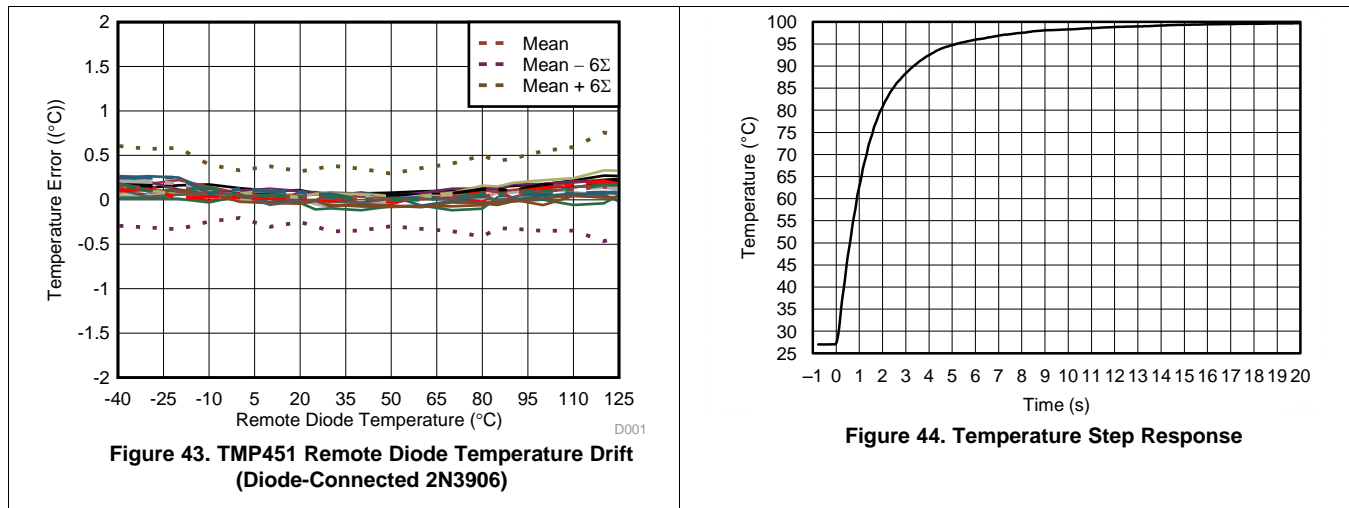 2
1.5
1
0.5
0
-0.5
-1
-1.5
-2
Temperature Error ((°C))
Mean
Mean − 6Σ
Mean + 6Σ
-40 -25 -10 5 20 35 50 65 80 95 110 125
Remote Diode Temperature (°C)
D001
Figure 43. TMP451 Remote Diode Temperature Drift
(Diode-Connected 2N3906)
100
95
90
85
80
75
70
65
60
55
50
45
40
35
30
25
Temperature (°C)
–1 0 1 2 3 4 5 6 7 8 9 10 11 12 13 14 15 16 17 18 19 20
Time (s)
Figure 44. Temperature Step Response